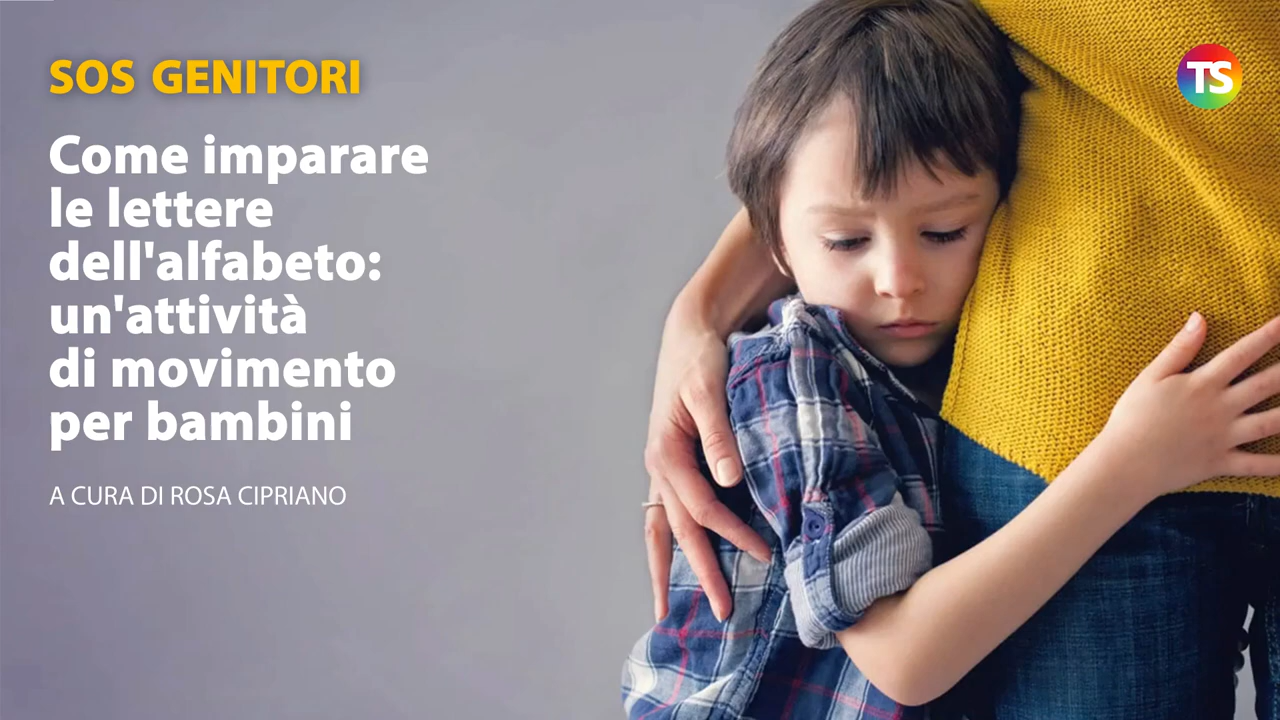 SOS GENITORI
TS
Come imparare
le lettere
dell'alfabeto:
un'attività
di movimento
per bambini
A CURA DI ROSA CIPRIANO